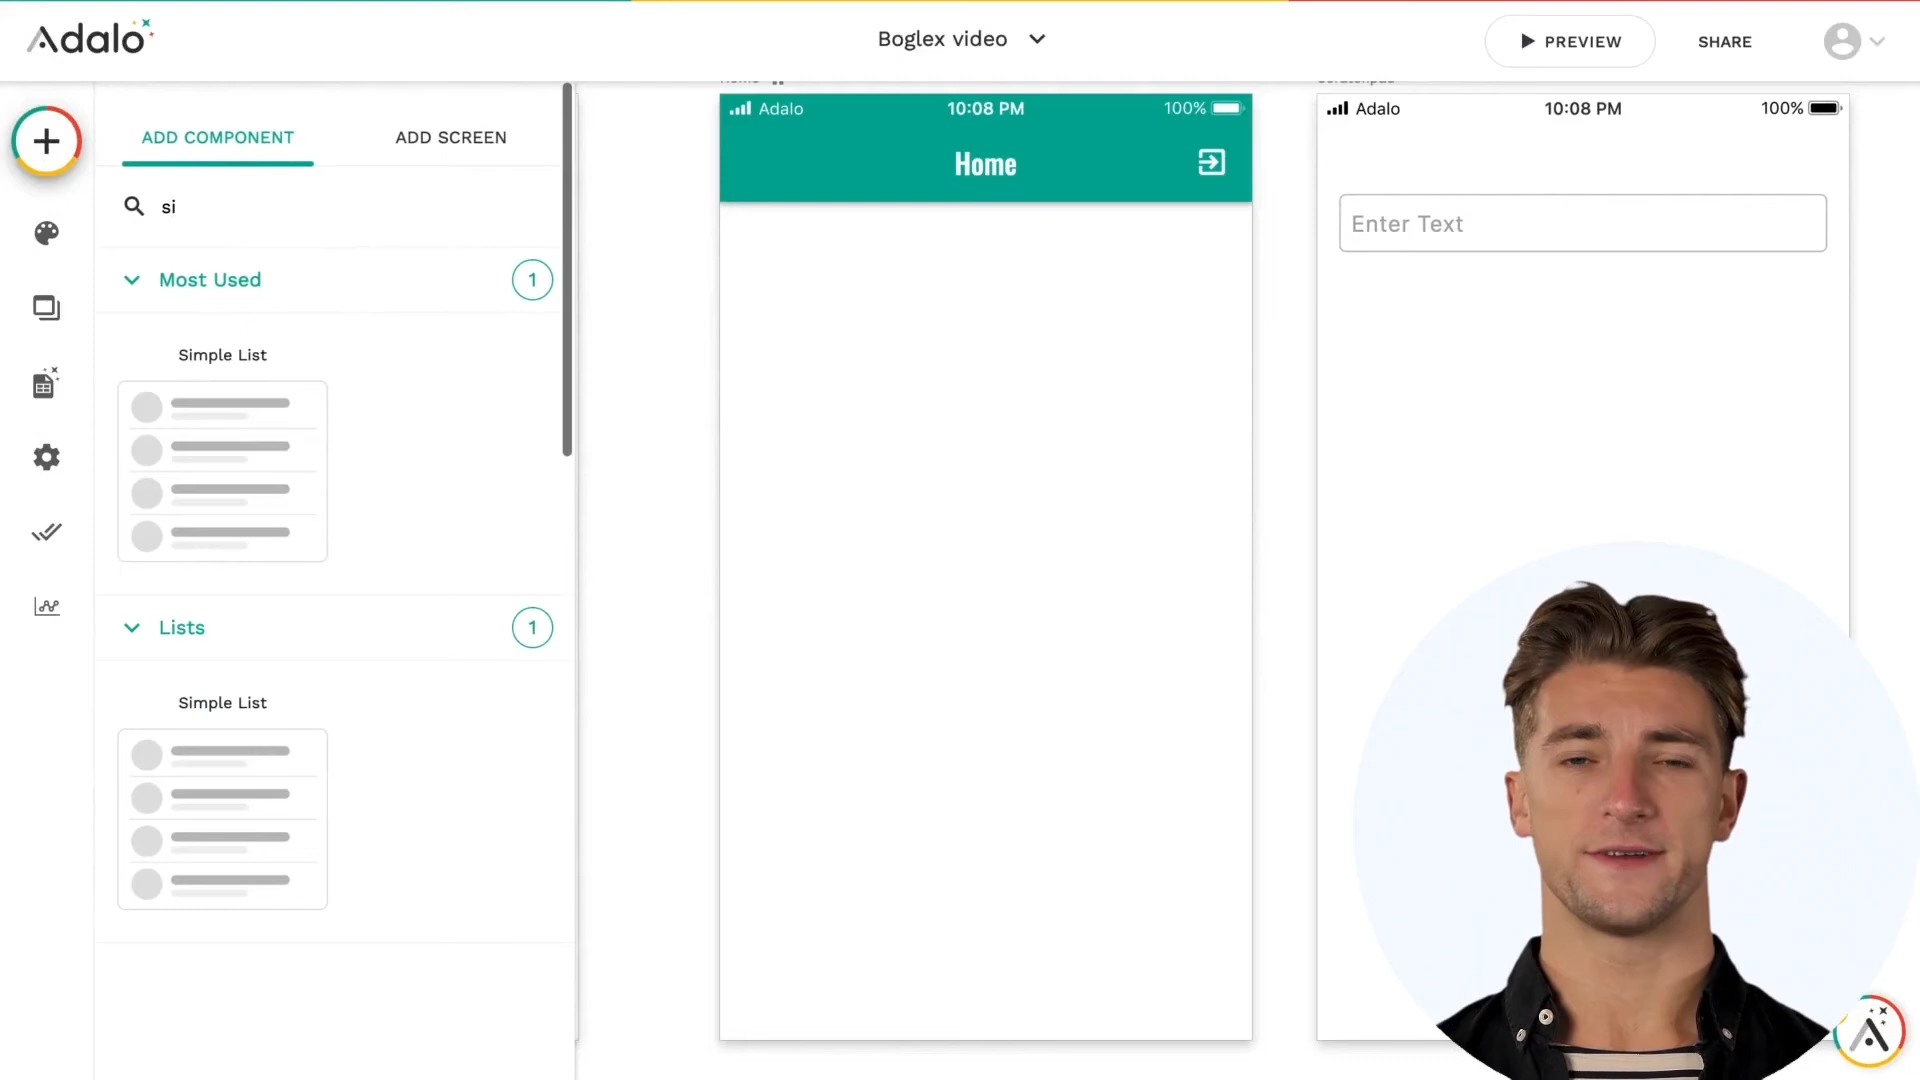 Adalo
Boglex video
PREVIEW
SHARE
ADD COMPONENT
ADD SCREEN
si
Most Used
1
Simple List
Lists
1
Simple List
Adalo
10:08 PM
100%
Home
Adalo
10:08 PM
100%
Enter Text